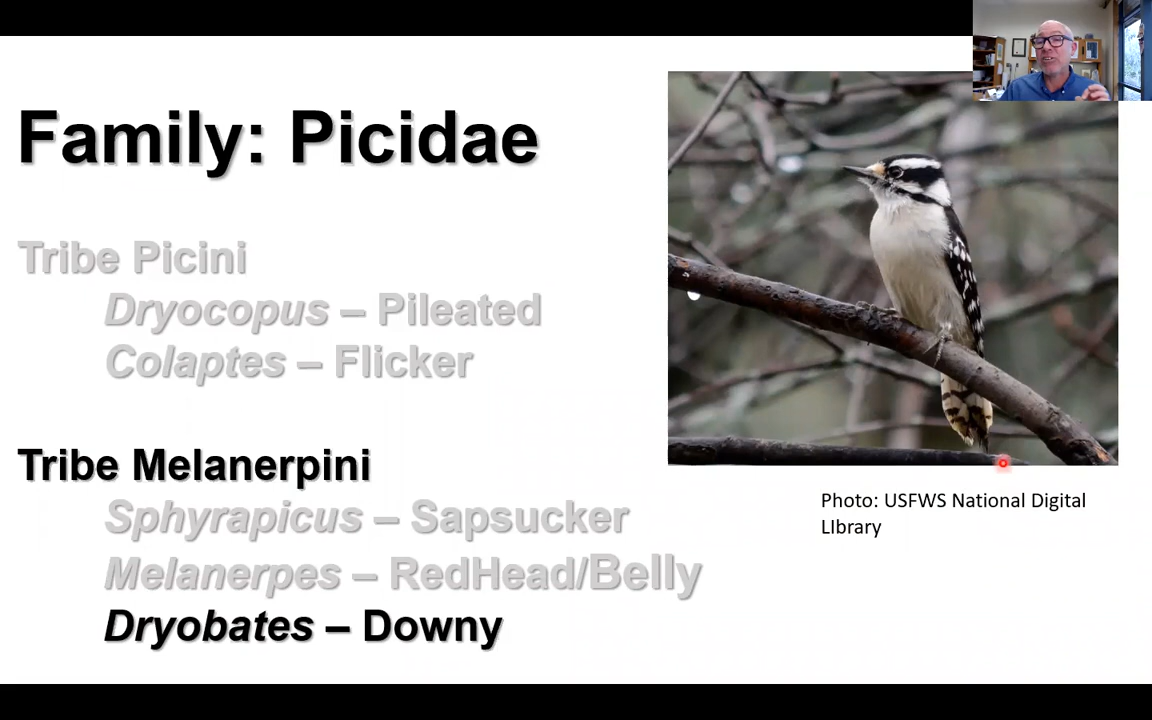 Family: Picidae
Tribe Picini
Dryocopus – Pileated
Colaptes – Flicker
Tribe Melanerpini
Sphyrapicus – Sapsucker
Melanerpes – RedHead/Belly
Dryobates – Downy
Photo: USFWS National Digital
LIbrary